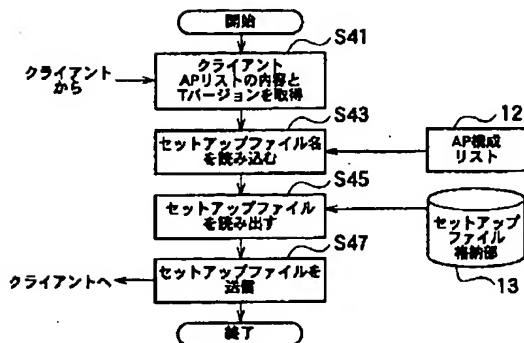 開始
S41
クライアント
APリストの内容と
Tバージョンを取得
クライアント
から
S43
セットアップファイル名
を読み込む
12
AP構成
リスト
S45
セットアップファイル
を読み出す
セットアップ
ファイル
格納部
13
S47
セットアップファイルを
送信
クライアントへ
終了